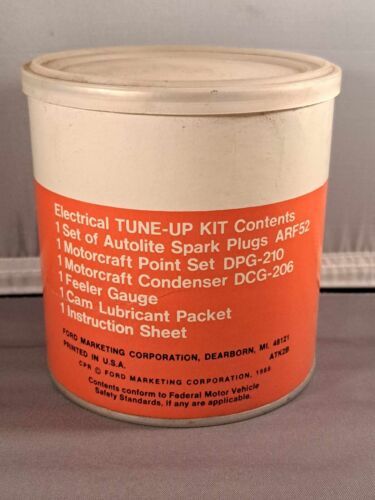 Electrical TUNE-UP KIT Contents
1 Set of Autolite Spark Plugs ARF52
1 Motorcraft Point Set DPG-210
1 Motorcraft Condenser DCG-206
1 Feeler Gauge
1 Cam Lubricant Packet
1 Instruction Sheet
FORD MARKETING CORPORATION, DEARBORN, MI. 48121
PRINTED IN U.S.A. ATK2B
CPR © FORD MARKETING CORPORATION, 1968
Contents conform to Federal Motor Vehicle
Safety Standards, if any are applicable.